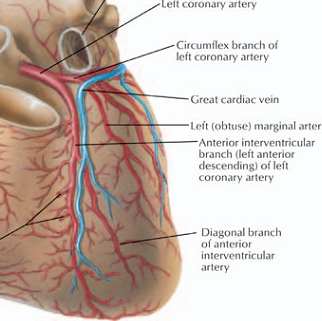 Left coronary artery
Circumflex branch of
left coronary artery
Great cardiac vein
Left (obtuse) marginal arter
Anterior interventricular
branch (left anterior
descending) of left
coronary artery
Diagonal branch
of anterior
interventricular
artery